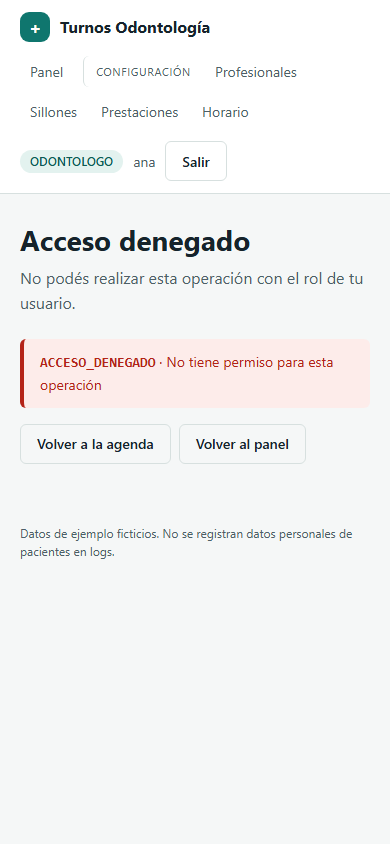 + Turnos Odontología
Panel CONFIGURACIÓN Profesionales
Sillones Prestaciones Horario
ODONTOLOGO ana Salir
Acceso denegado
No podés realizar esta operación con el rol de tu
usuario.
ACCESO_DENEGADO · No tiene permiso para esta
operación
Volver a la agenda Volver al panel
Datos de ejemplo ficticios. No se registran datos personales de
pacientes en logs.